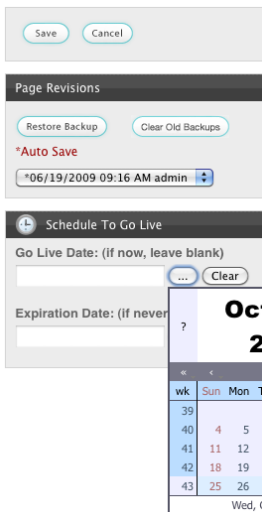 Save Cancel
Page Revisions
Restore Backup Clear Old Backups
*Auto Save
*06/19/2009 09:16 AM admin
Schedule To Go Live
Go Live Date: (if now, leave blank)
... Clear
Expiration Date: (if never
?
« ‹
wk Sun Mon
39
40 4 5
41 11 12
42 18 19
43 25 26
Wed,